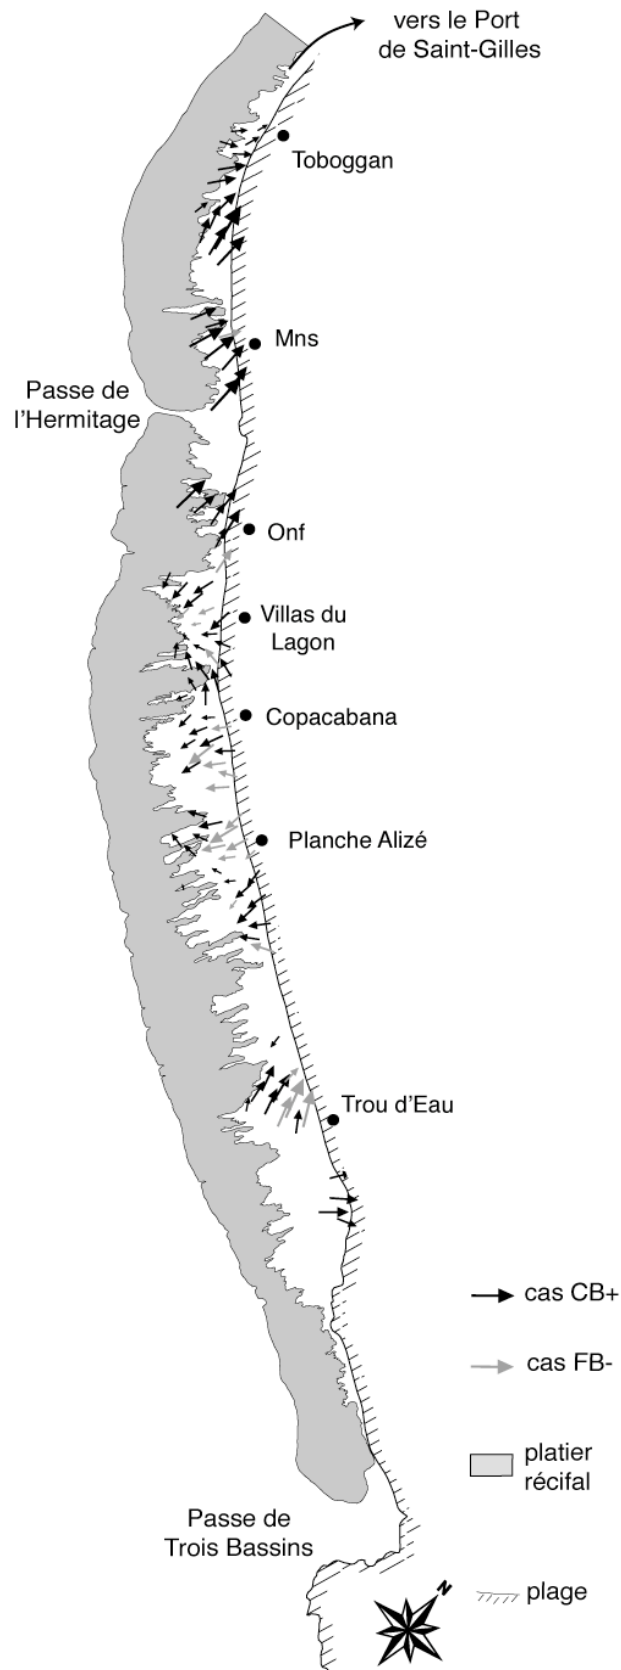 vers le Port
de Saint-Gilles
Toboggan
Mns
Passe de
l'Hermitage
Onf
Villas du
Lagon
Copacabana
Planche Alizé
Trou d'Eau
cas CB+
cas FB-
platier
récifal
Passe de
Trois Bassins
plage
N